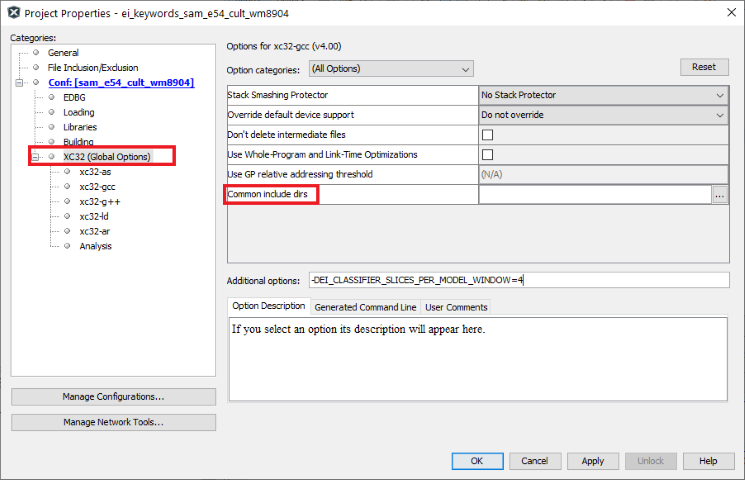 Project Properties - ei_keywords_sam_e54_cult_wm8904
Categories:
General
File Inclusion/Exclusion
Conf: [sam_e54_cult_wm8904]
EDBG
Loading
Libraries
Building
XC32 (Global Options)
xc32-as
xc32-gcc
xc32-g++
xc32-ld
xc32-ar
Analysis
Manage Configurations...
Manage Network Tools...
Options for xc32-gcc (v4.00)
Option categories: (All Options) Reset
Stack Smashing Protector No Stack Protector
Override default device support Do not override
Don't delete intermediate files
Use Whole-Program and Link-Time Optimizations
Use GP relative addressing threshold (N/A)
Common include dirs ...
Additional options: -DEI_CLASSIFIER_SLICES_PER_MODEL_WINDOW=4
Option Description Generated Command Line User Comments
If you select an option its description will appear here.
OK Cancel Apply Unlock Help